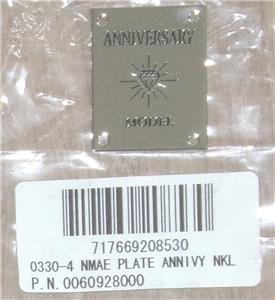 ANNIVERSARY
MODEL
717669208530
0330-4 NMAE PLATE ANNIVY NKL
P.N.0060928000